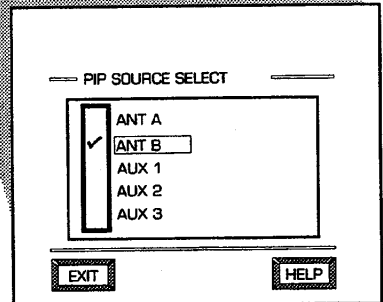 PIP SOURCE SELECT
ANT A
✓ ANT B
AUX 1
AUX 2
AUX 3
EXIT HELP